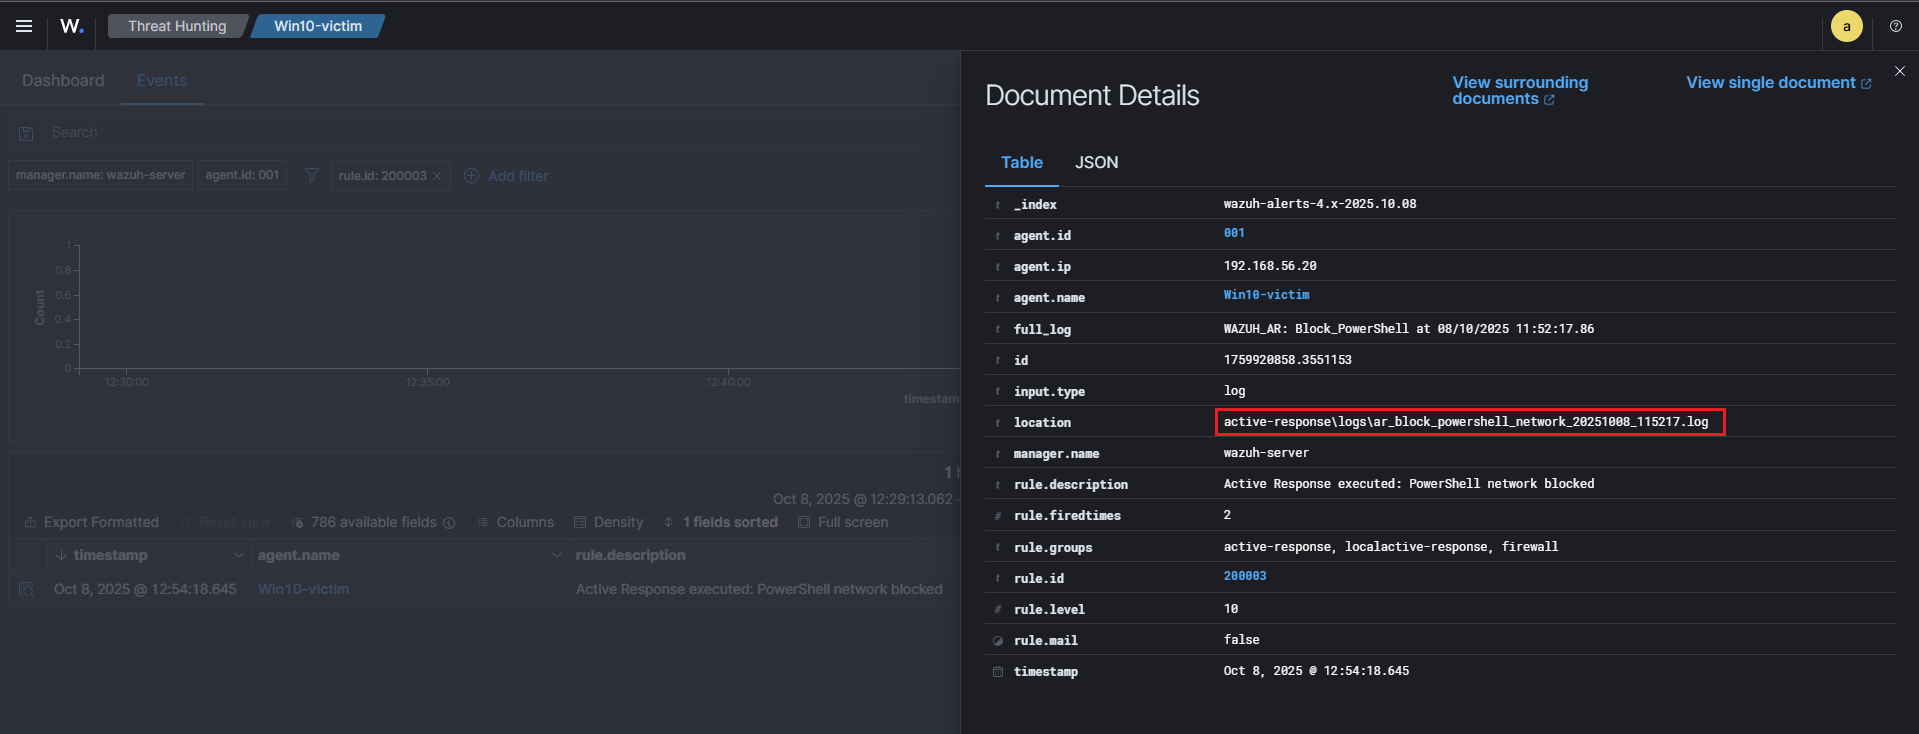 W.
Threat Hunting
Win10-victim
a
Dashboard
Events
Search
manager.name: wazuh-server
agent.id: 001
rule.id: 200003
Add filter
Count
1
0.8
0.6
0.4
0.2
0
12:30:00
12:35:00
12:40:00
timestam
1 h
Oct 8, 2025 @ 12:29:13.062 -
Export Formatted
Reset view
786 available fields
Columns
Density
1 fields sorted
Full screen
timestamp
agent.name
rule.description
Oct 8, 2025 @ 12:54:18.645
Win10-victim
Active Response executed: PowerShell network blocked
Document Details
View surrounding
documents
View single document
Table
JSON
t _index wazuh-alerts-4.x-2025.10.08
t agent.id 001
t agent.ip 192.168.56.20
t agent.name Win10-victim
t full_log WAZUH_AR: Block_PowerShell at 08/10/2025 11:52:17.86
t id 1759920858.3551153
t input.type log
t location active-response\logs\ar_block_powershell_network_20251008_115217.log
t manager.name wazuh-server
t rule.description Active Response executed: PowerShell network blocked
# rule.firedtimes 2
t rule.groups active-response, localactive-response, firewall
t rule.id 200003
# rule.level 10
rule.mail false
timestamp Oct 8, 2025 @ 12:54:18.645